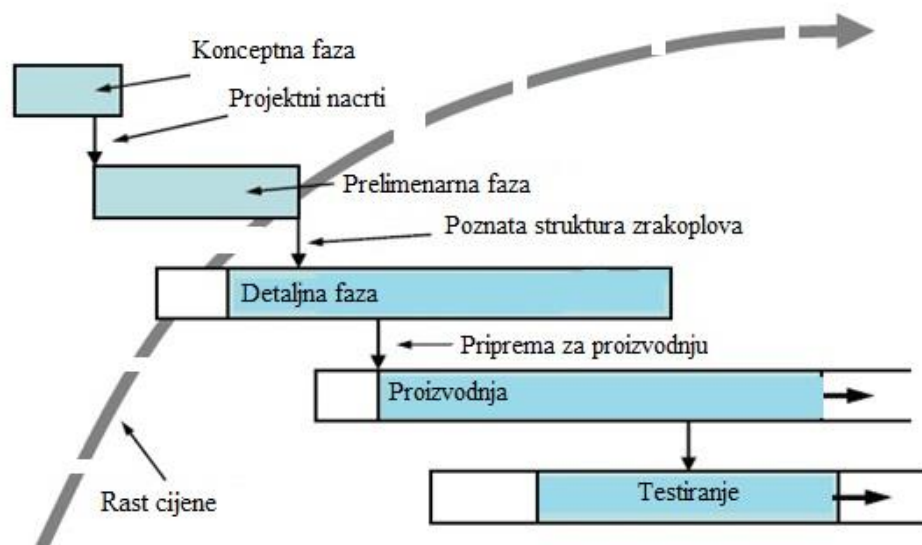 Konceptna faza
Projektni nacrti
Prelimenarna faza
Poznata struktura zrakoplova
Detaljna faza
Priprema za proizvodnju
Proizvodnja
Testiranje
Rast cijene